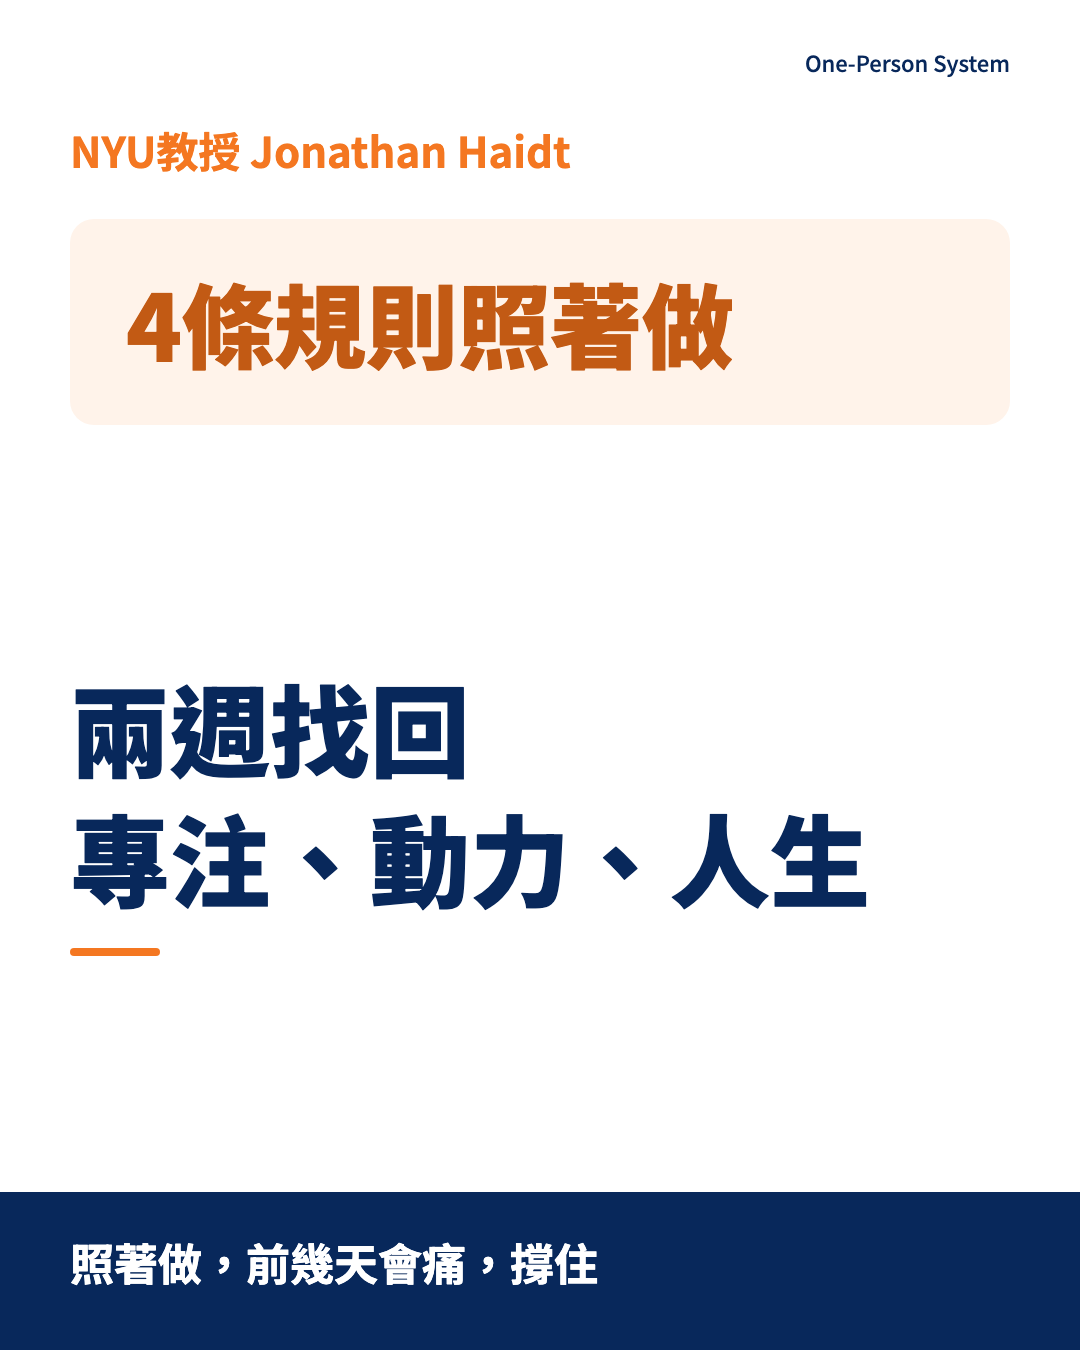 One-Person System
NYU教授 Jonathan Haidt
4條規則照著做
兩週找回
專注、動力、人生
照著做，前幾天會痛，撐住